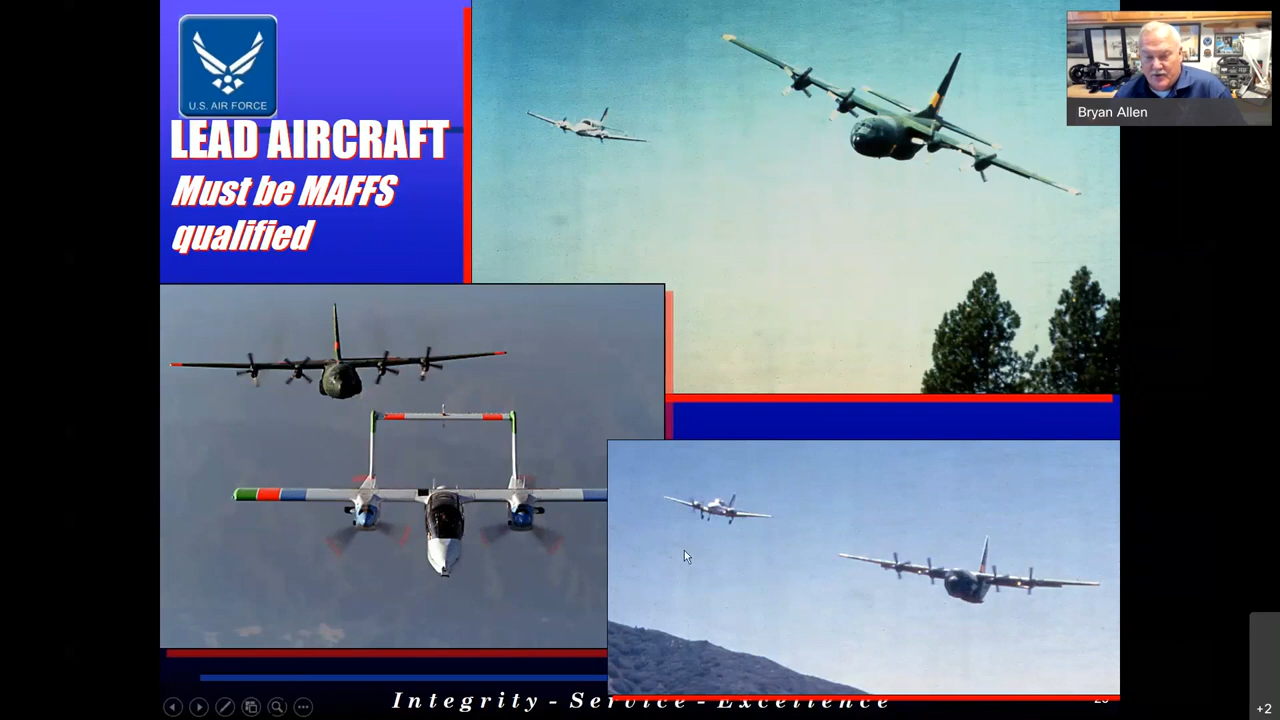 U.S. AIR FORCE
LEAD AIRCRAFT
Must be MAFFS
qualified
Bryan Allen
Integrity - Service - Excellence
+2